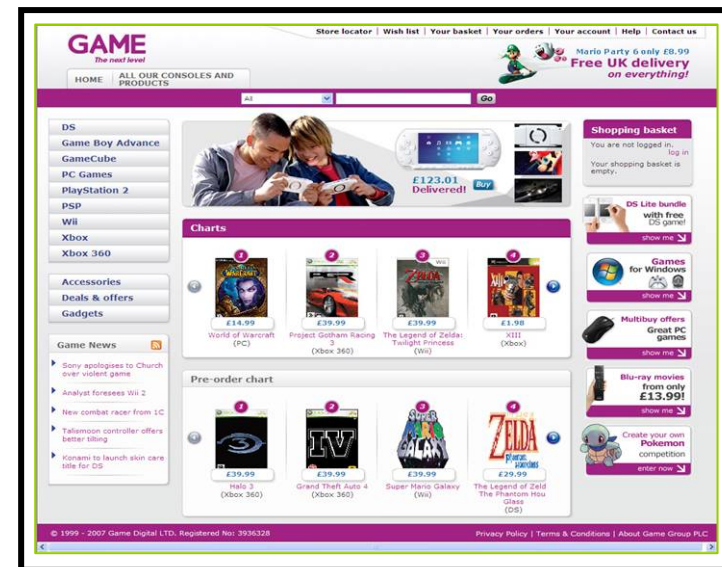 Store locator | Wish list | Your basket | Your orders | Your account | Help | Contact us
GAME
The next level
Mario Party 6 only £8.99
Free UK delivery
on everything!
HOME
ALL OUR CONSOLES AND
PRODUCTS
All
Go
DS
Game Boy Advance
GameCube
PC Games
PlayStation 2
PSP
Wii
Xbox
Xbox 360
Accessories
Deals & offers
Gadgets
Game News
Sony apologises to Church
over violent game
Analyst foresees Wii 2
New combat racer from 1C
Taliemoon controller offers
better tilting
Konami to launch skin care
title for DS
£123.01
Delivered!
Buy
Charts
1
2
3
4
£14.99
£39.99
£39.99
£1.98
World of Warcraft
(PC)
Project Gotham Racing
3
(Xbox 360)
The Legend of Zelda:
Twilight Princess
(Wii)
XIII
(Xbox)
Pre-order chart
1
2
3
4
3
IV
SUPER
MARIO
GALAXY
ZELDA
£39.99
£39.99
£39.99
£29.99
Halo 3
(Xbox 360)
Grand Theft Auto 4
(Xbox 360)
Super Mario Galaxy
(Wii)
The Legend of Zeld
The Phantom Hou
Glass
(DS)
Shopping basket
You are not logged in.
log in
Your shopping basket is
empty.
DS Lite bundle
with free
DS game!
show me
Games
for Windows
show me
Multibuy offers
Great PC
games
show me
Blu-ray movies
from only
£13.99!
show me
Create your own
Pokemon
competition
enter now
© 1999 - 2007 Game Digital LTD. Registered No: 3936328
Privacy Policy | Terms & Conditions | About Game Group PLC